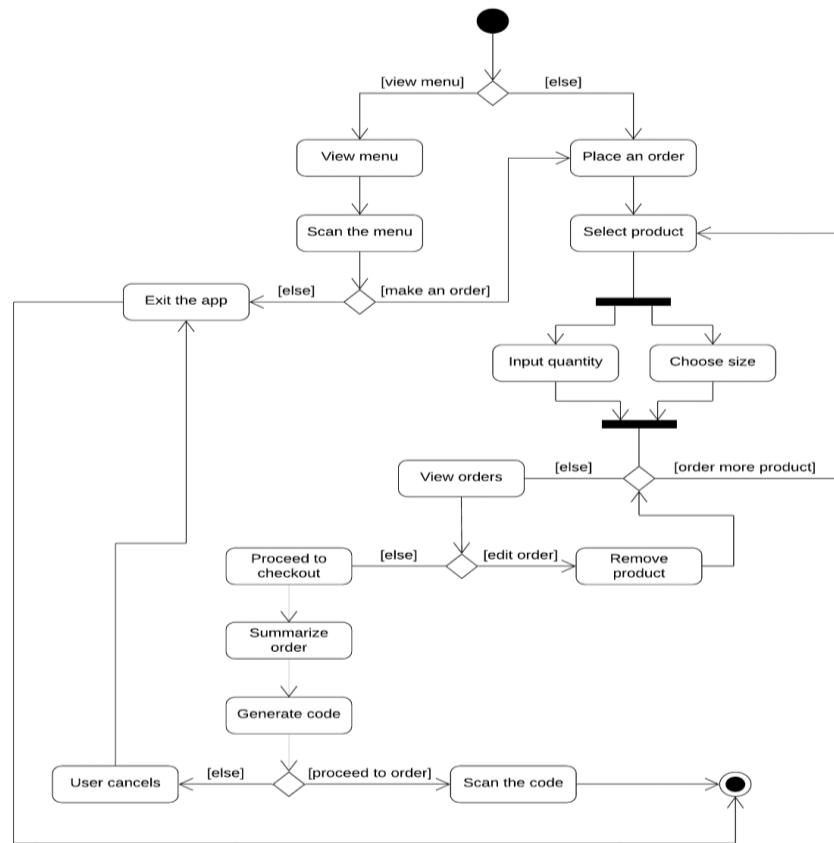 [view menu]
[else]
View menu
Place an order
Scan the menu
Select product
Exit the app
[else]
[make an order]
Input quantity
Choose size
View orders
[else]
[order more product]
Proceed to
checkout
[else]
[edit order]
Remove
product
Summarize
order
Generate code
User cancels
[else]
[proceed to order]
Scan the code